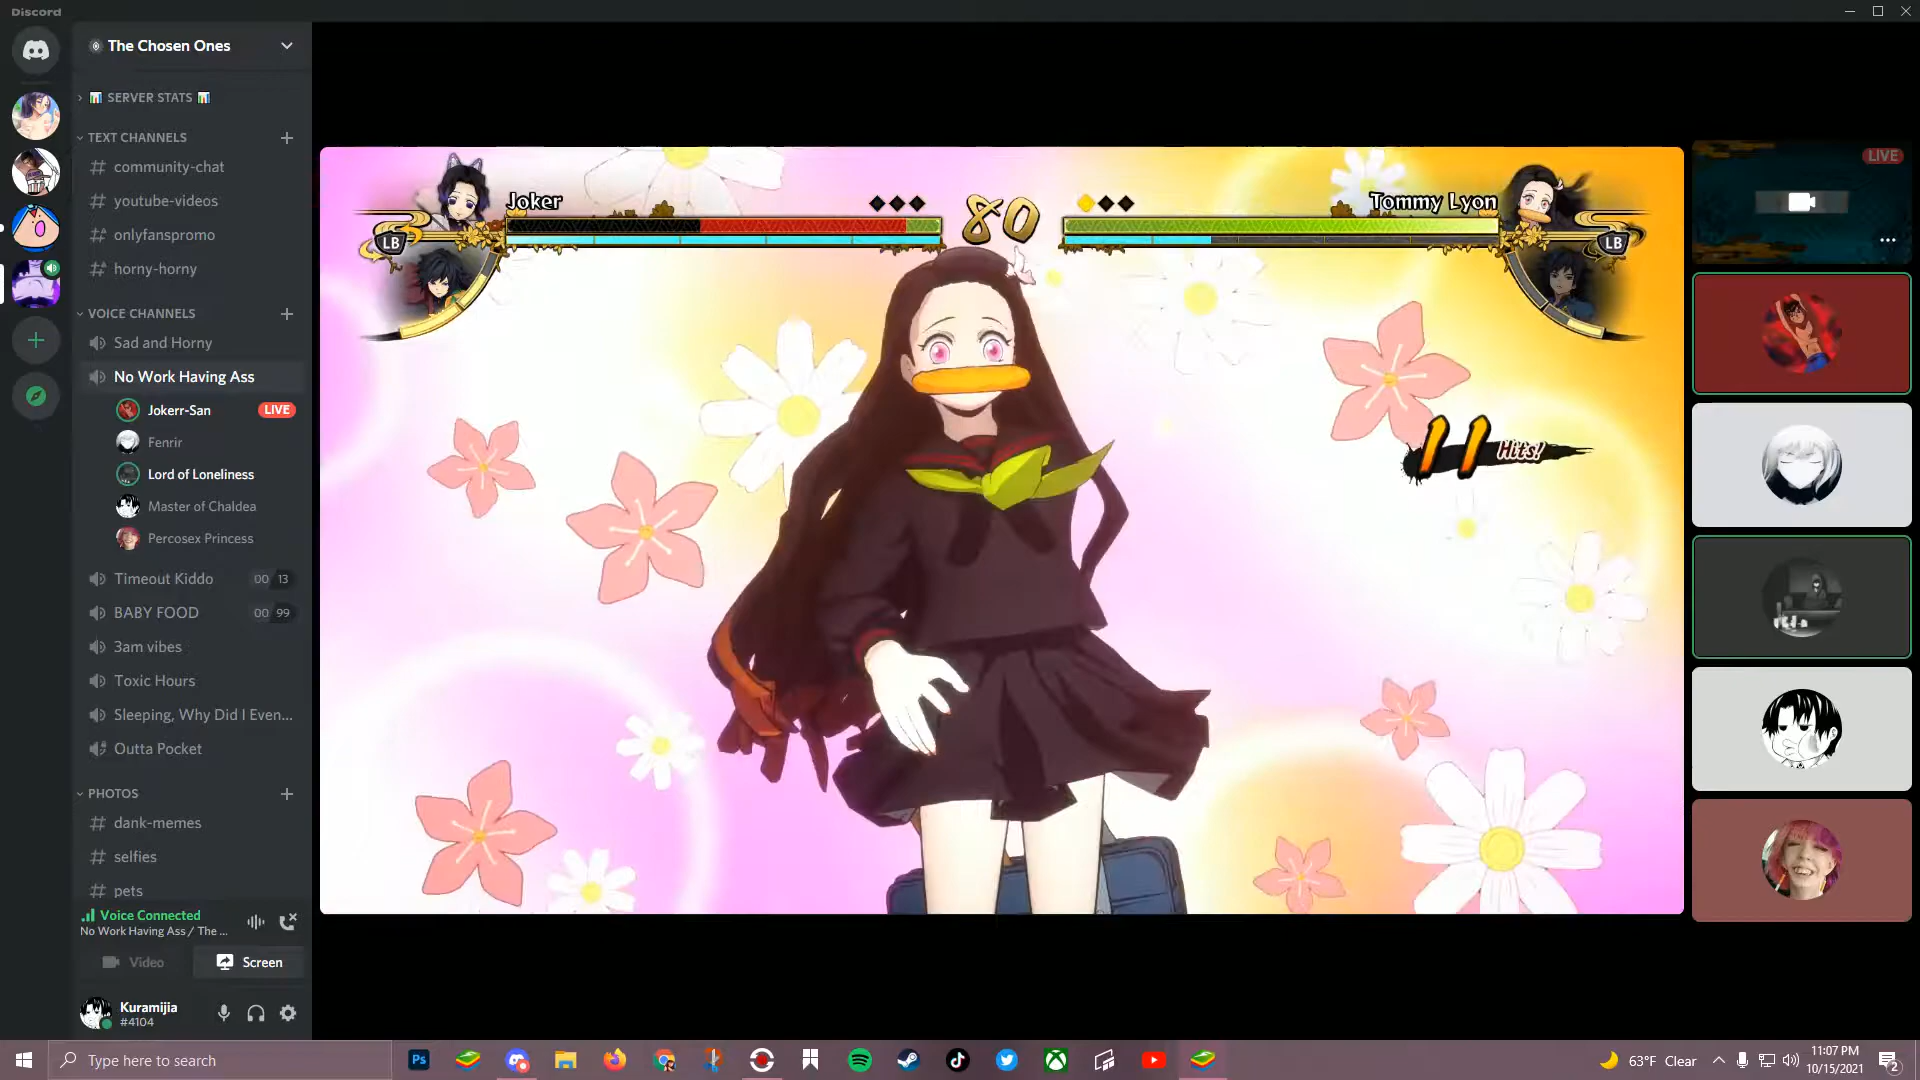 Discord
The Chosen Ones
SERVER STATS
TEXT CHANNELS
community-chat
youtube-videos
onlyfanspromo
horny-horny
VOICE CHANNELS
Sad and Horny
No Work Having Ass
Jokerr-San LIVE
Fenrir
Lord of Loneliness
Master of Chaldea
Percosex Princess
Timeout Kiddo 00 13
BABY FOOD 00 99
3am vibes
Toxic Hours
Sleeping, Why Did I Even...
Outta Pocket
PHOTOS
dank-memes
selfies
pets
Voice Connected
No Work Having Ass / The ...
Video Screen
Kuramijia
#4104
Joker
80
Tommy Lyon
LB
LB
11 Hits!
LIVE
Type here to search
Ps
63°F Clear
11:07 PM
10/15/2021
2